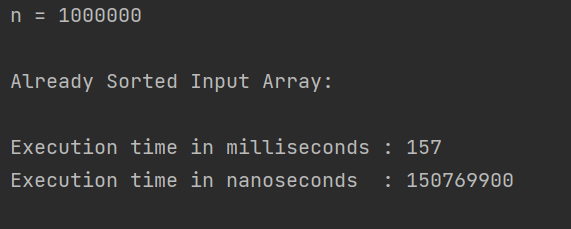 n = 1000000
Already Sorted Input Array:
Execution time in milliseconds : 157
Execution time in nanoseconds  : 150769900